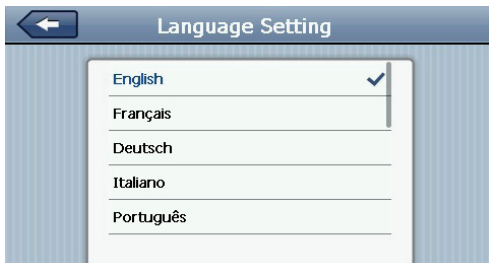 Language Setting
English
Français
Deutsch
Italiano
Português